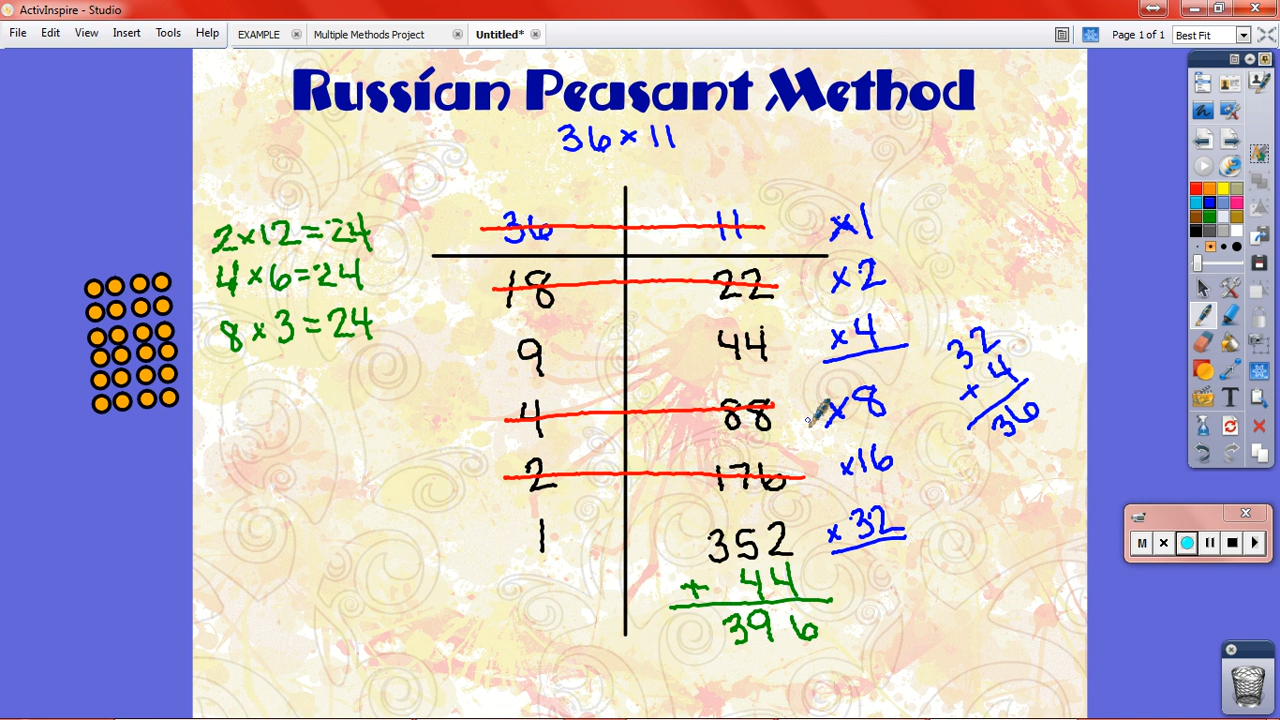 ActivInspire - Studio
File Edit View Insert Tools Help EXAMPLE Multiple Methods Project Untitled* Page 1 of 1 Best Fit
Russían Peasant Method
36 × 11
36 11 ×1
2×12=24
18 22 ×2
4×6=24
8×3=24
9 44 ×4
32
×4
36
4 88 ×8
2 176 ×16
1 352 ×32
+ 44
396
M
T